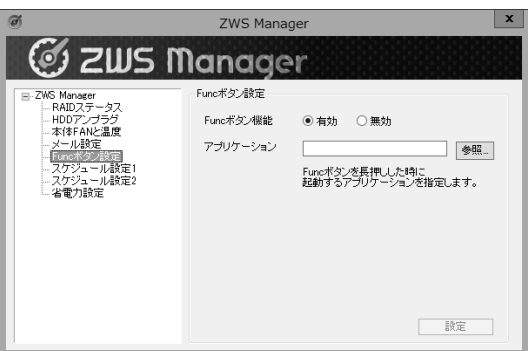 ZWS Manager
x
ZWS Manager
ZWS Manager
RAIDステータス
HDDアンプラグ
本体FANと温度
メール設定
Funcボタン設定
スケジュール設定1
スケジュール設定2
省電力設定
Funcボタン設定
Funcボタン機能
有効
無効
アプリケーション
参照...
Funcボタンを長押しした時に
起動するアプリケーションを指定します。
設定